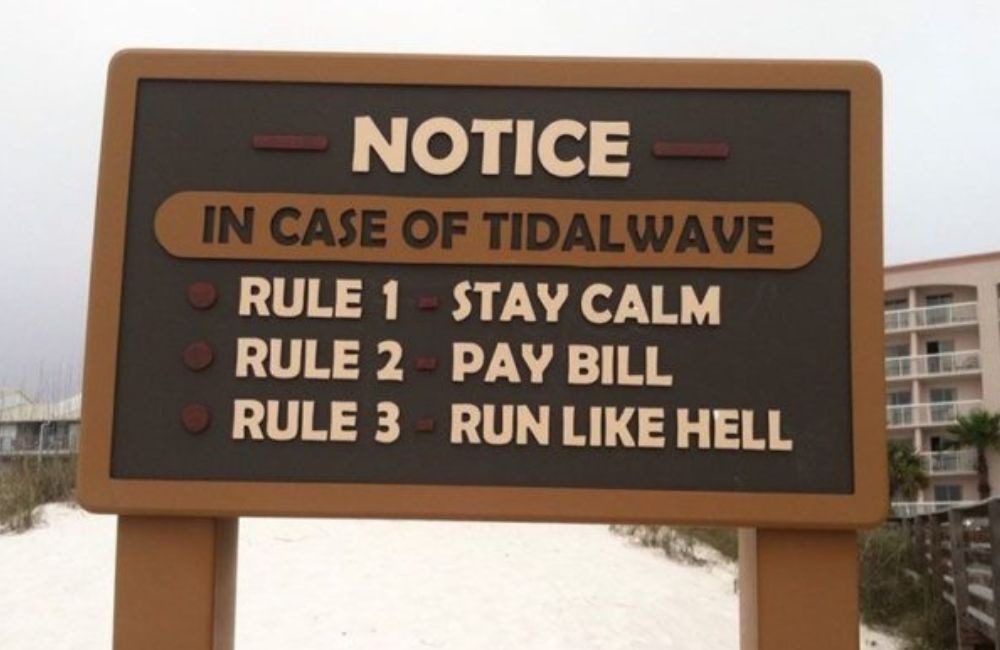 NOTICE
IN CASE OF TIDALWAVE
RULE 1 - STAY CALM
RULE 2 - PAY BILL
RULE 3 - RUN LIKE HELL